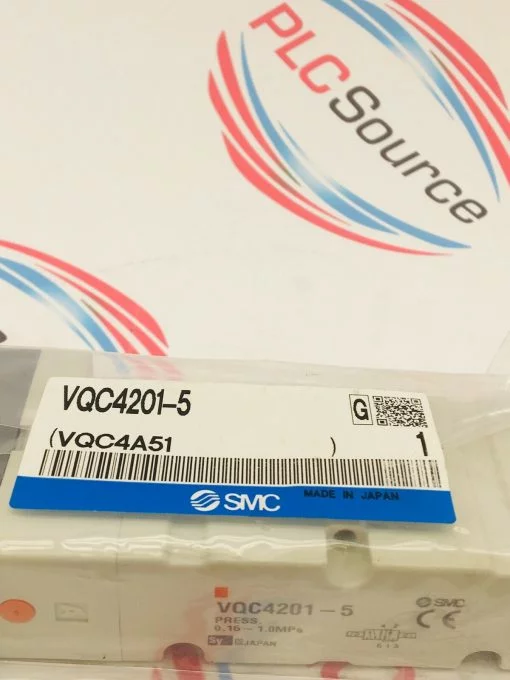 PLC
Source
VQC4201-5
G
(VQC4A51 )
1
SMC
MADE IN JAPAN
VQC4201-5
SMC
PRESS.
0.15-1.0MPa
CE
JAPAN